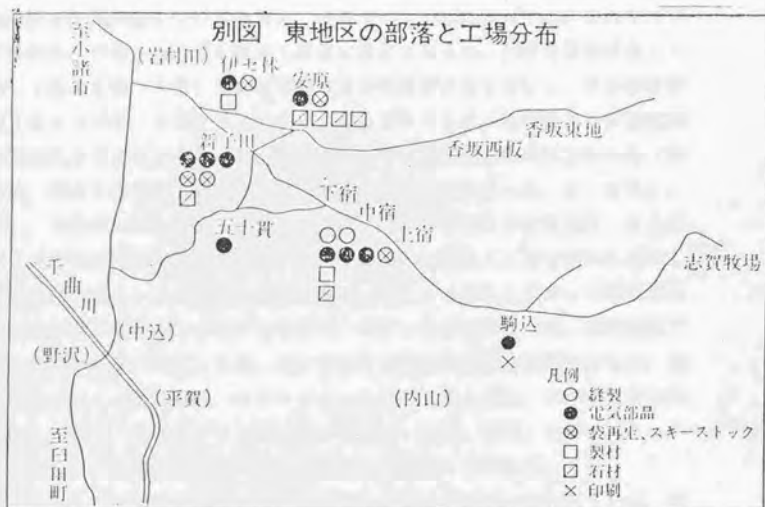 別図 東地区の部落と工場分布
至小諸市
(岩村田)
伊七林
安原
新子田
香坂東地
香坂西板
下宿
中宿
上宿
五十貫
志賀牧場
千曲川
(中込)
(野沢)
(平賀)
(内山)
駒込
至臼田町
凡例
縫製
電気部品
袋再生、スキーストック
製材
石材
印刷